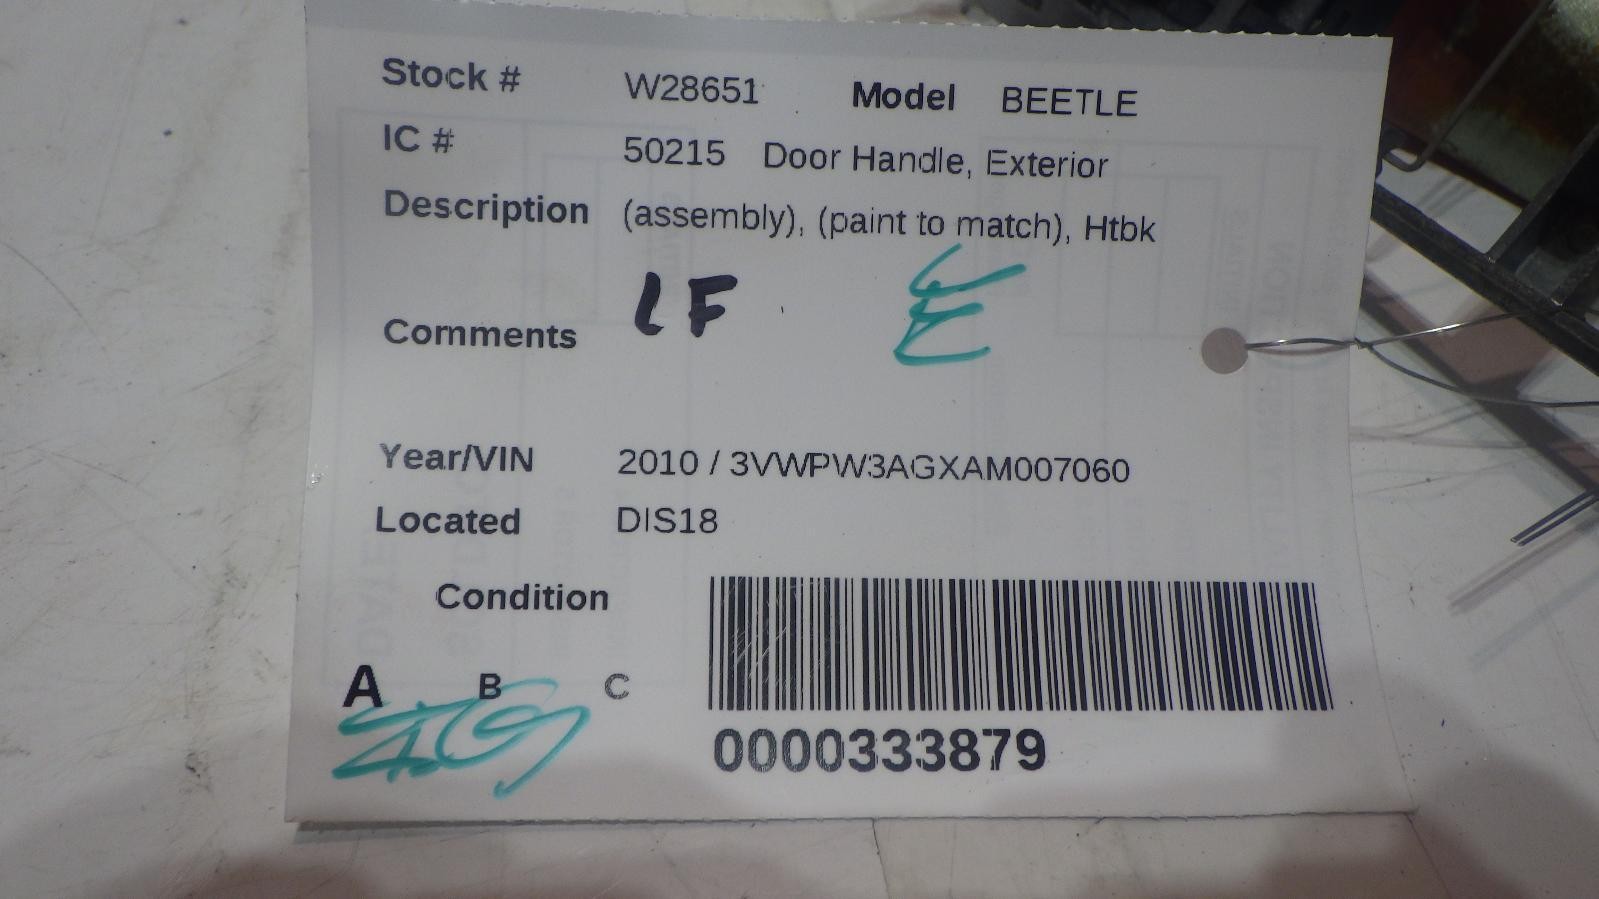 Stock # W28651 Model BEETLE
IC # 50215 Door Handle, Exterior
Description (assembly), (paint to match), Htbk
LF E
Comments
Year/VIN 2010 / 3VWPW3AGXAM007060
Located DIS18
Condition
A B C
0000333879